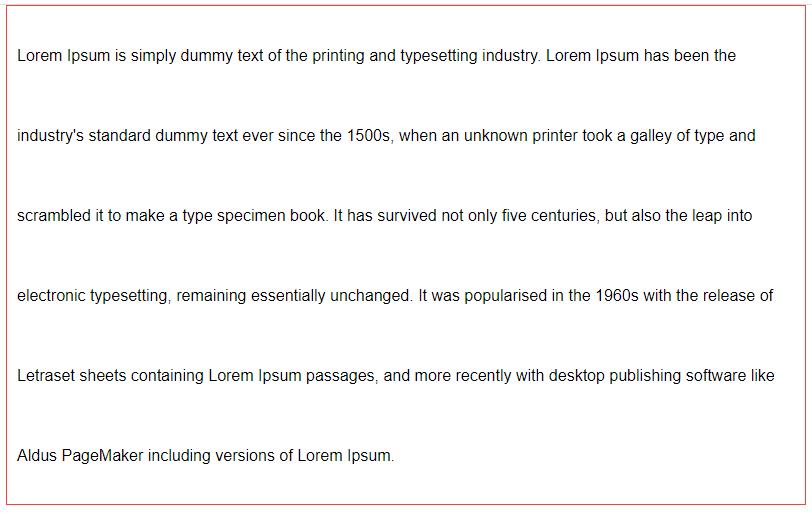 Lorem Ipsum is simply dummy text of the printing and typesetting industry. Lorem Ipsum has been the
industry's standard dummy text ever since the 1500s, when an unknown printer took a galley of type and
scrambled it to make a type specimen book. It has survived not only five centuries, but also the leap into
electronic typesetting, remaining essentially unchanged. It was popularised in the 1960s with the release of
Letraset sheets containing Lorem Ipsum passages, and more recently with desktop publishing software like
Aldus PageMaker including versions of Lorem Ipsum.